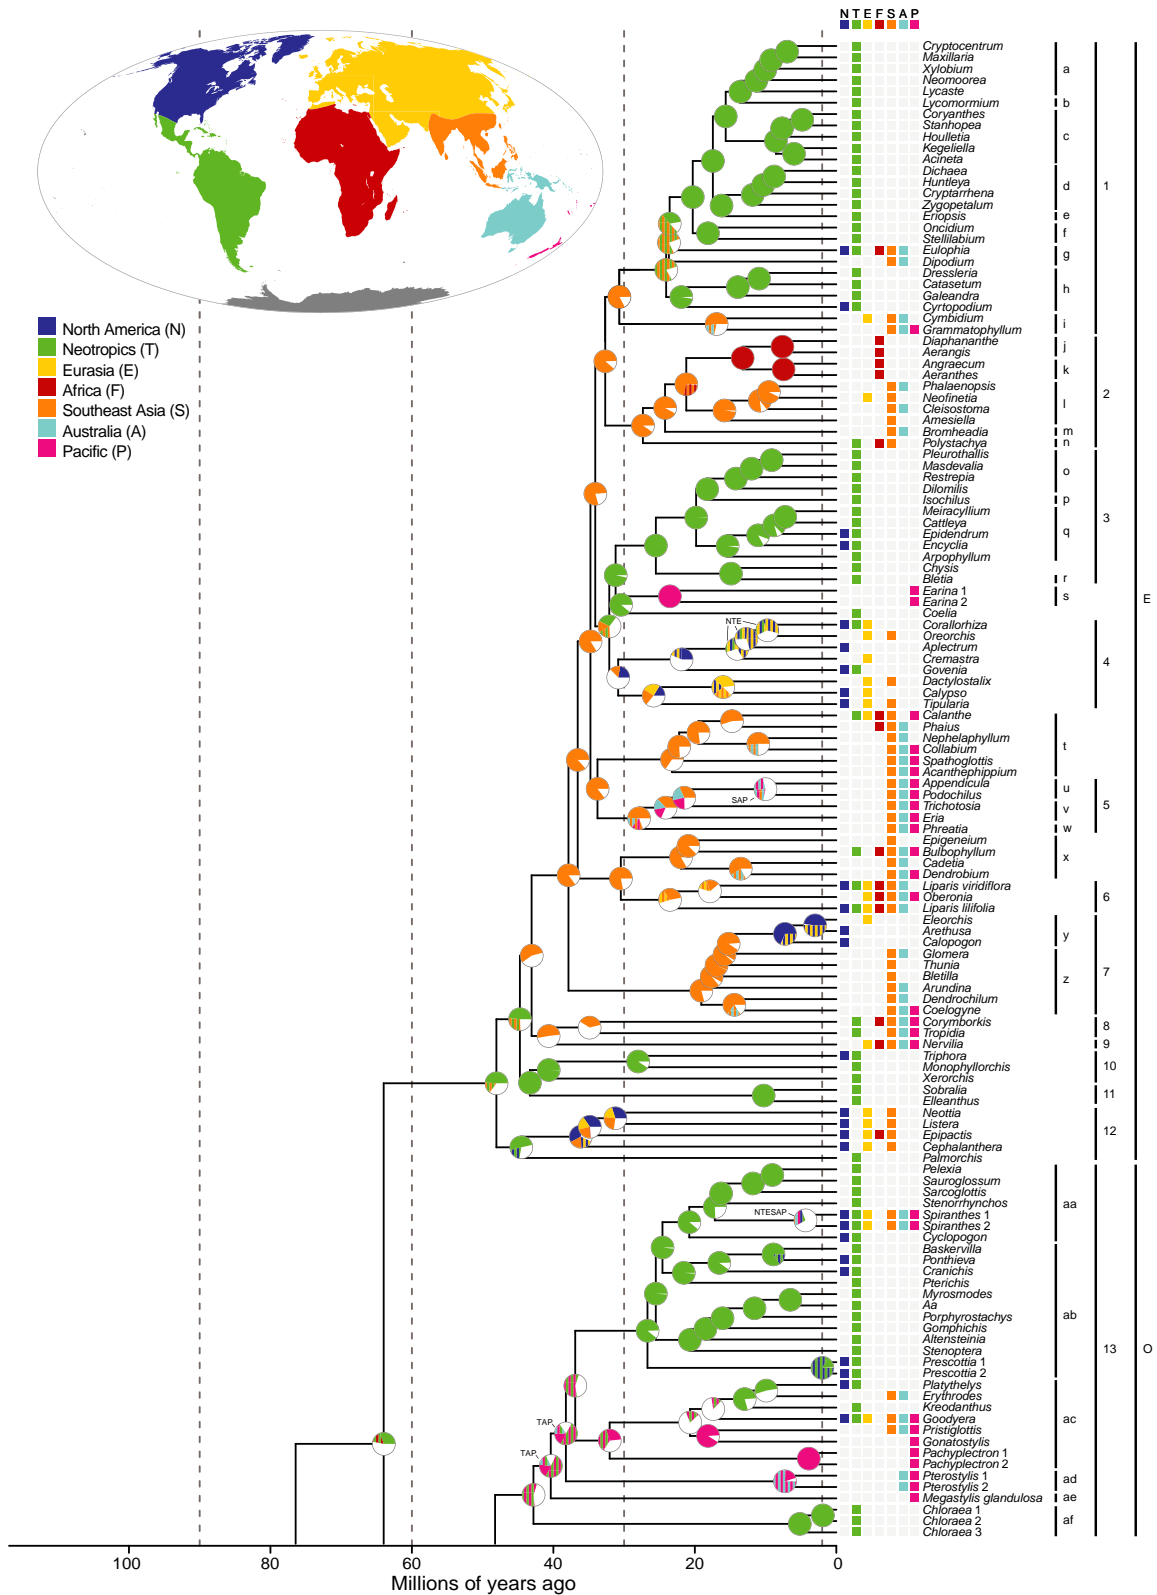 N T E F S A P
Cryptocentrum
Maxillaria
Xylobium
a
Neomoorea
Lycaste
Lycomormium
b
Coryanthes
Stanhopea
Houlletia
c
Kegeliella
Acineta
Dichaea
Huntleya
d
1
Cryptarrhena
Zygopetalum
Eriopsis
e
Oncidium
f
Stellilabium
Eulophia
g
Dipodium
Dressleria
Catasetum
h
Galeandra
Cyrtopodium
Cymbidium
i
Grammatophyllum
North America (N)
Neotropics (T)
Eurasia (E)
Africa (F)
Southeast Asia (S)
Australia (A)
Pacific (P)
Diaphananthe
j
Aerangis
Angraecum
k
Aeranthes
Phalaenopsis
Neofinetia
l
2
Cleisostoma
Amesiella
Bromheadia
m
Polystachya
n
Pleurothallis
Masdevalia
o
Restrepia
Dilomilis
Isochilus
p
Meiracyllium
Cattleya
3
Epidendrum
q
Encyclia
Arpophyllum
Chysis
Bletia
r
Earina 1
s
E
Earina 2
Coelia
NTE
Corallorhiza
Oreorchis
Aplectrum
Cremastra
4
Govenia
Dactylostalix
Calypso
Tipularia
Calanthe
Phaius
Nephelaphyllum
t
Collabium
Spathoglottis
Acanthephippium
Appendicula
u
SAP
Podochilus
Trichotosia
v
5
Eria
Phreatia
w
Epigeneium
Bulbophyllum
x
Cadetia
Dendrobium
Liparis viridiflora
Oberonia
6
Liparis lilifolia
Eleorchis
Arethusa
y
Calopogon
Glomera
Thunia
7
Bletilla
z
Arundina
Dendrochilum
Coelogyne
Corymborkis
8
Tropidia
Nervilia
9
Triphora
Monophyllorchis
10
Xerorchis
Sobralia
11
Elleanthus
Neottia
Listera
12
Epipactis
Cephalanthera
Palmorchis
Pelexia
Sauroglossum
Sarcoglottis
Stenorrhynchos
aa
NTESAP
Spiranthes 1
Spiranthes 2
Cyclopogon
Baskervilla
Ponthieva
Cranichis
Pterichis
Myrosmodes
Aa
ab
Porphyrostachys
Gomphichis
Altensteinia
13
O
Stenoptera
Prescottia 1
Prescottia 2
Platythelys
Erythrodes
Kreodanthus
TAP
Goodyera
ac
Pristiglottis
Gonatostylis
TAP
Pachyplectron 1
Pachyplectron 2
Pterostylis 1
ad
Pterostylis 2
Megastylis glandulosa
ae
Chloraea 1
Chloraea 2
af
Chloraea 3
100 80 60 40 20 0
Millions of years ago